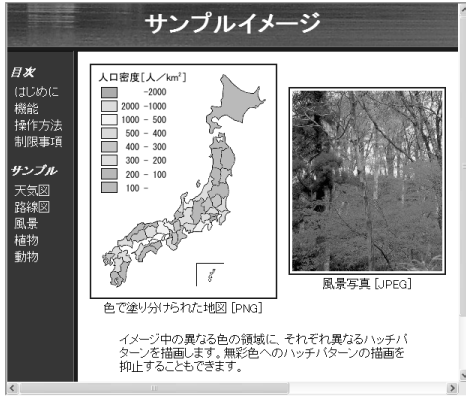 サンプルイメージ
目次
はじめに
機能
操作方法
制限事項
サンプル
天気図
路線図
風景
植物
動物
人口密度[人／km²]
-2000
2000 -1000
1000 - 500
500 - 400
400 - 300
300 - 200
200 - 100
100 -
色で塗り分けられた地図 [PNG]
風景写真 [JPEG]
イメージ中の異なる色の領域に、それぞれ異なるハッチパ
ターンを描画します。無彩色へのハッチパターンの描画を
抑止することもできます。